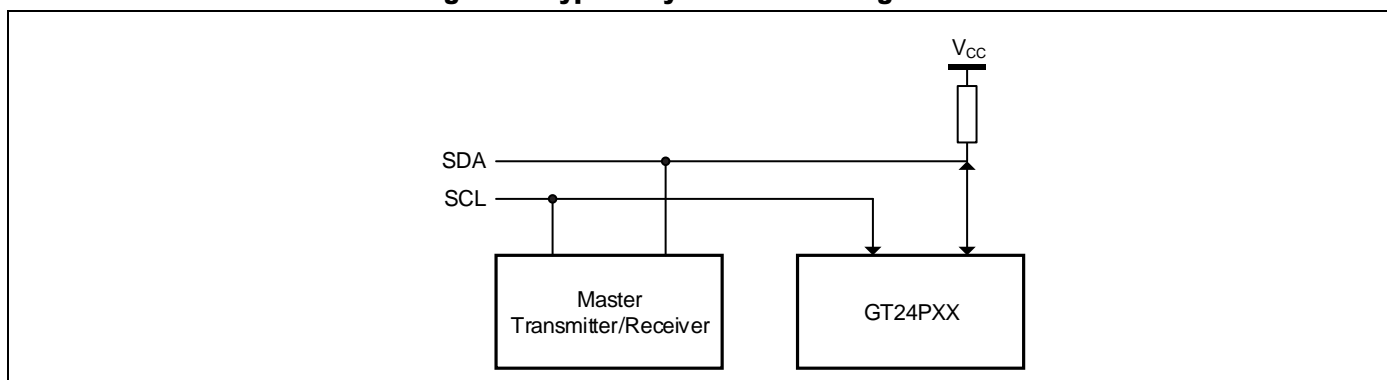 VCC
SDA
SCL
Master
Transmitter/Receiver
GT24PXX